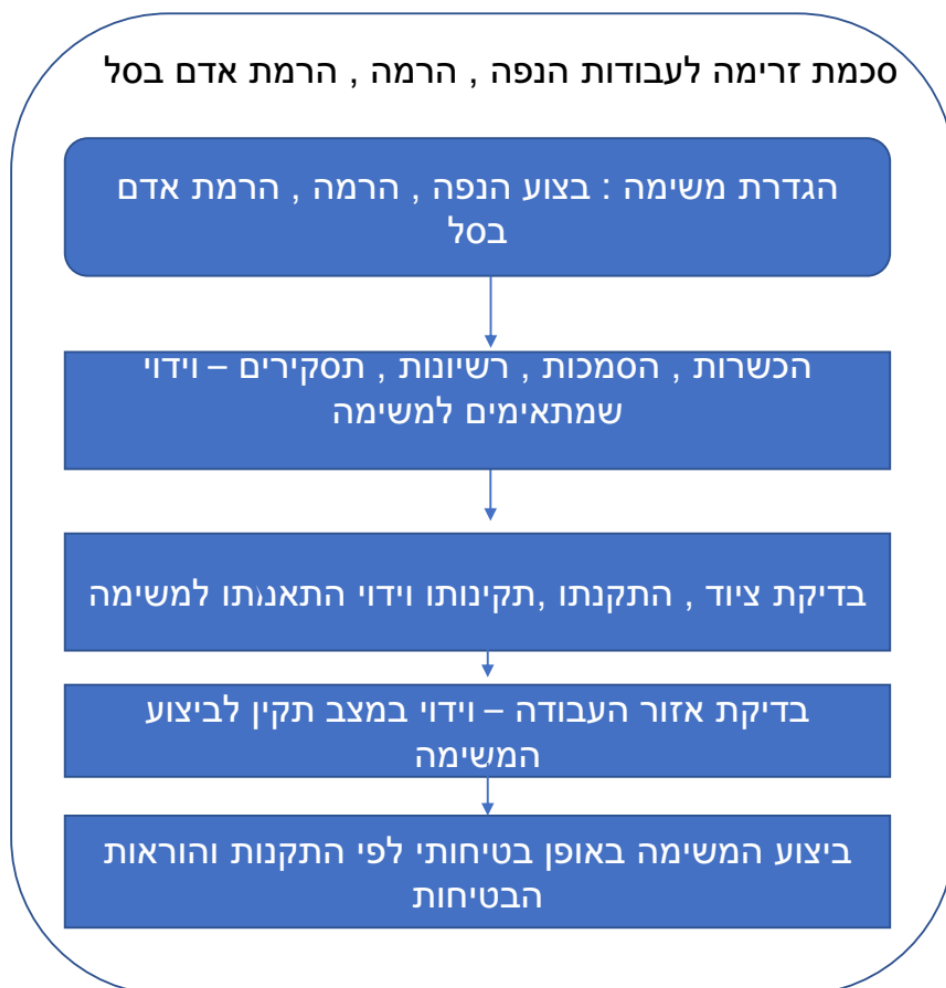 סכמת זרימה לעבודות הנפה , הרמה , הרמת אדם בסל
הגדרת משימה : בצוע הנפה , הרמה , הרמת אדם
בסל
הכשרות , הסמכות , רשיונות , תסקירים – וידוי
שמתאימים למשימה
בדיקת ציוד , התקנתו ,תקינותו וידוי התאמתו למשימה
בדיקת אזור העבודה – וידוי במצב תקין לביצוע
המשימה
ביצוע המשימה באופן בטיחותי לפי התקנות והוראות
הבטיחות